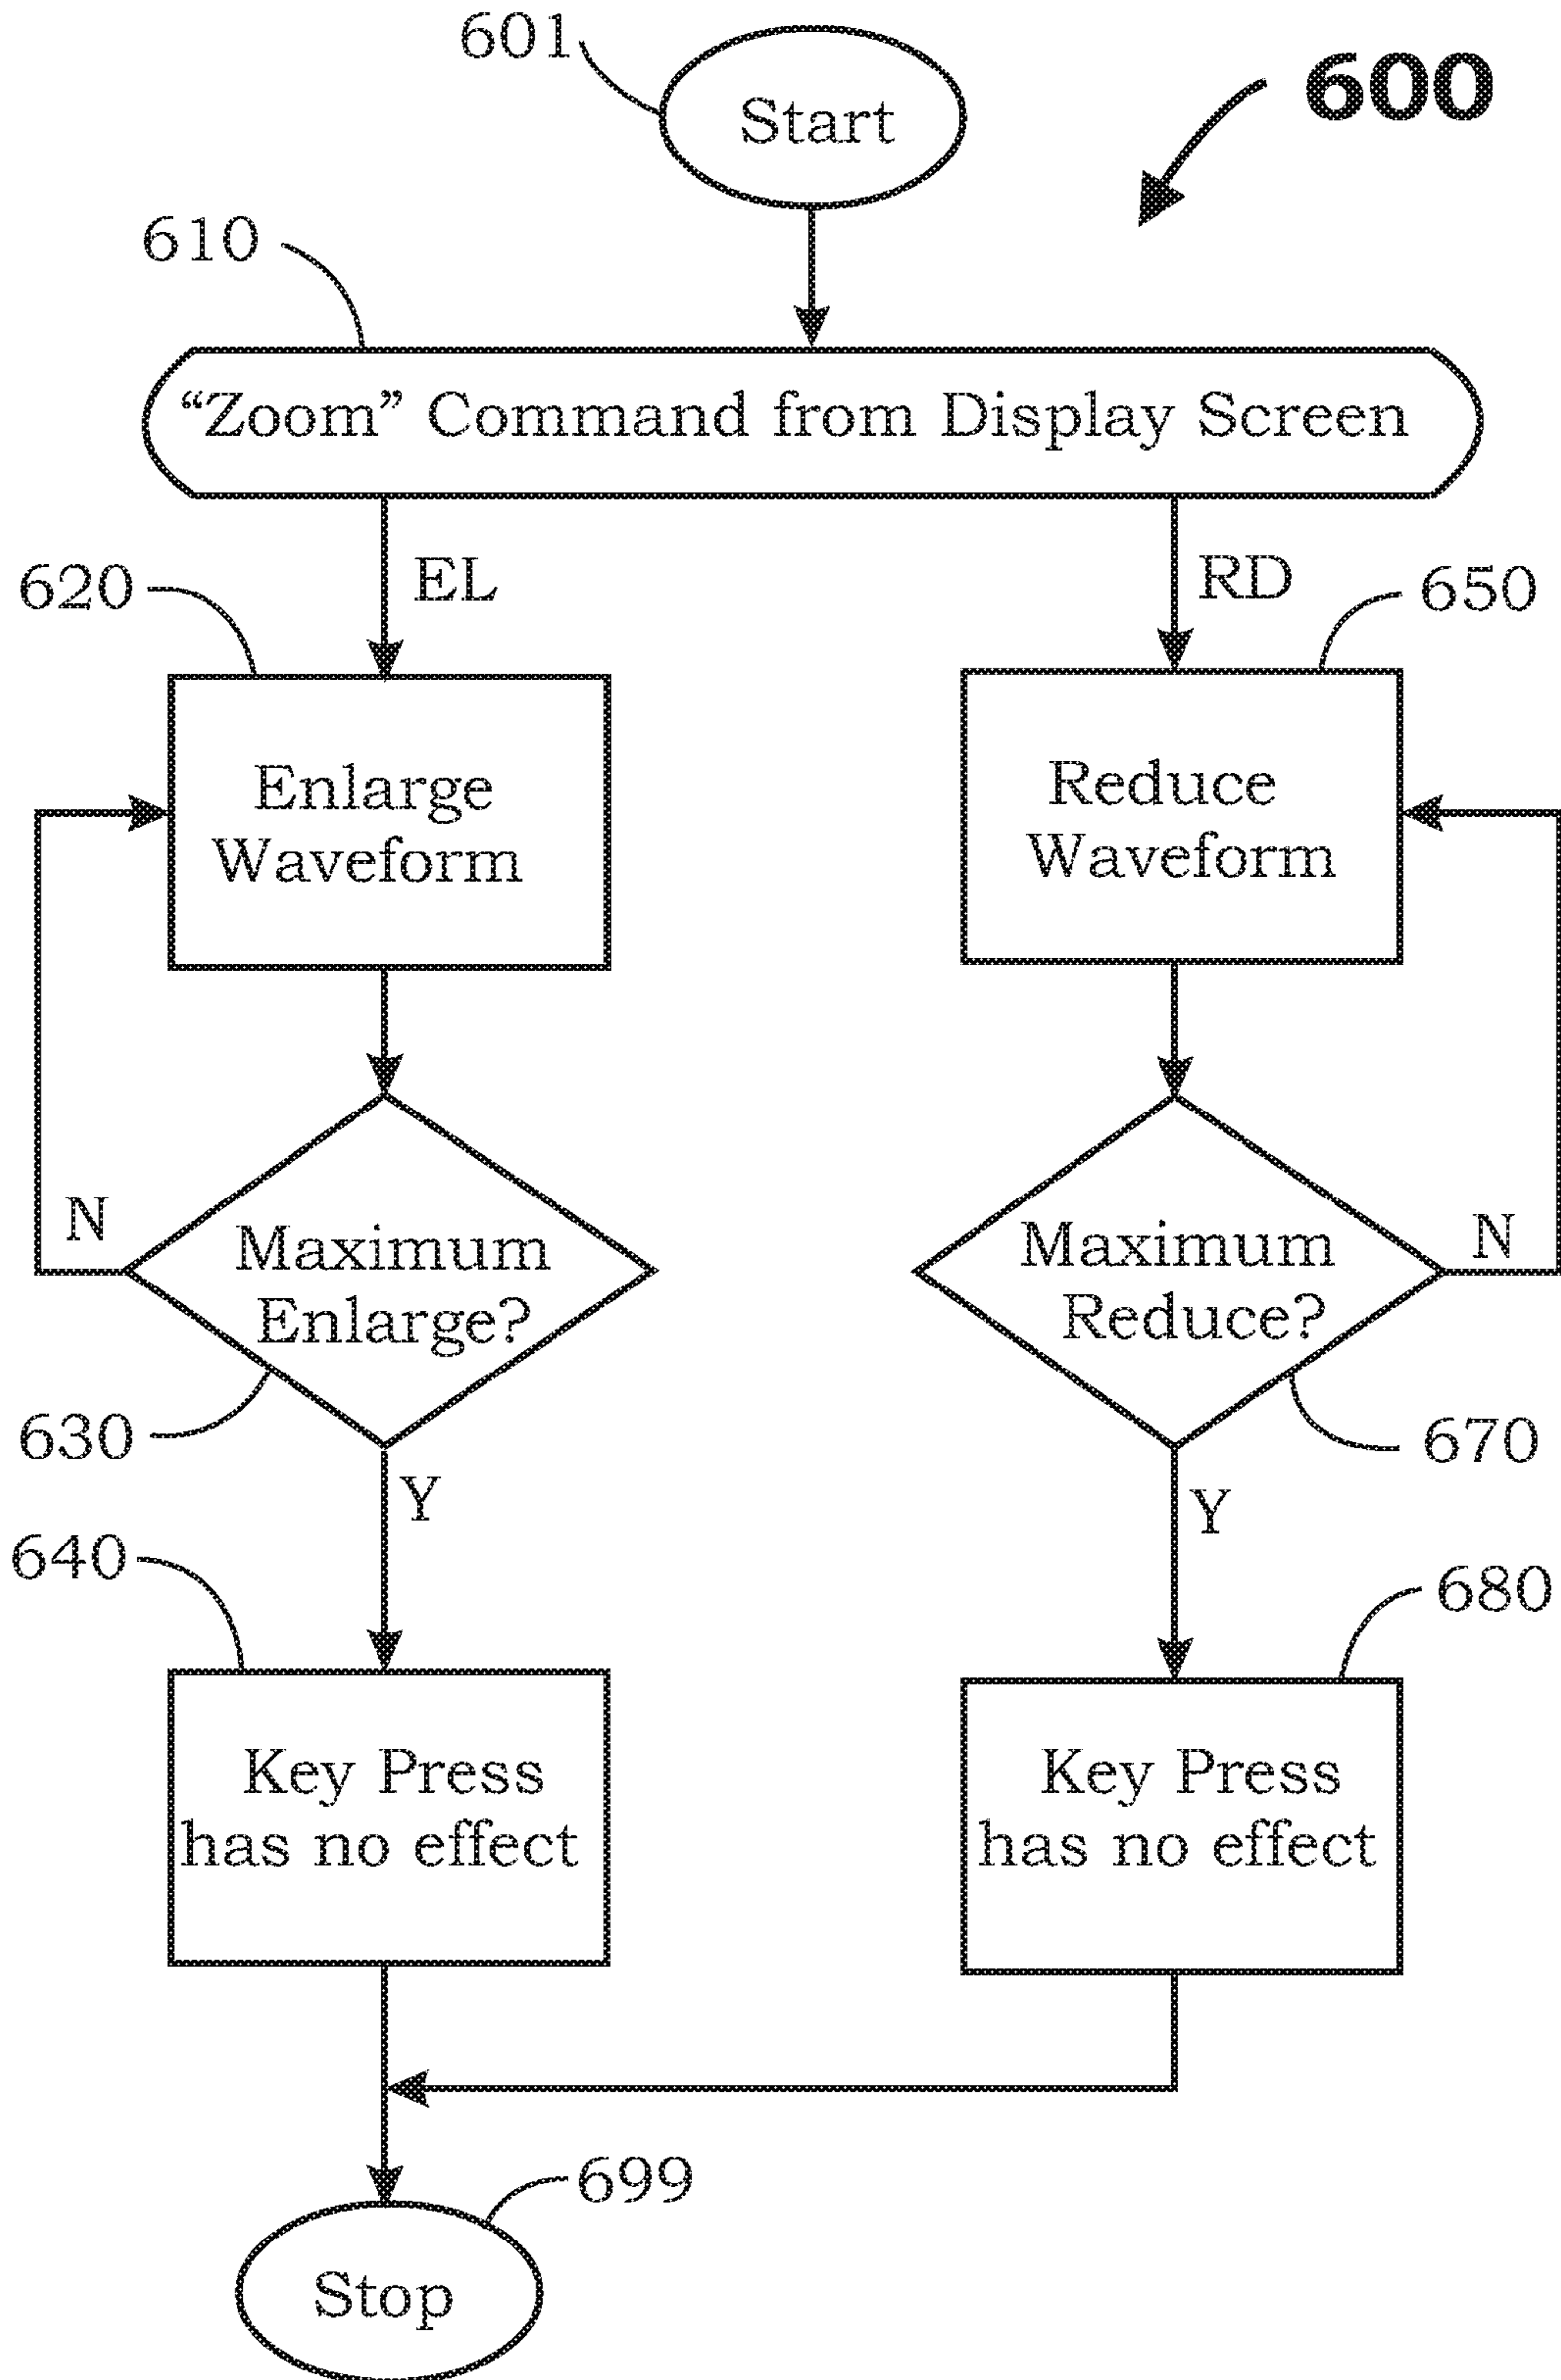 601
Start
600
610
“Zoom” Command from Display Screen
EL
RD
620
650
Enlarge
Waveform
Reduce
Waveform
N
Maximum
Enlarge?
Maximum
Reduce?
N
630
670
Y
Y
640
680
Key Press
has no effect
Key Press
has no effect
699
Stop